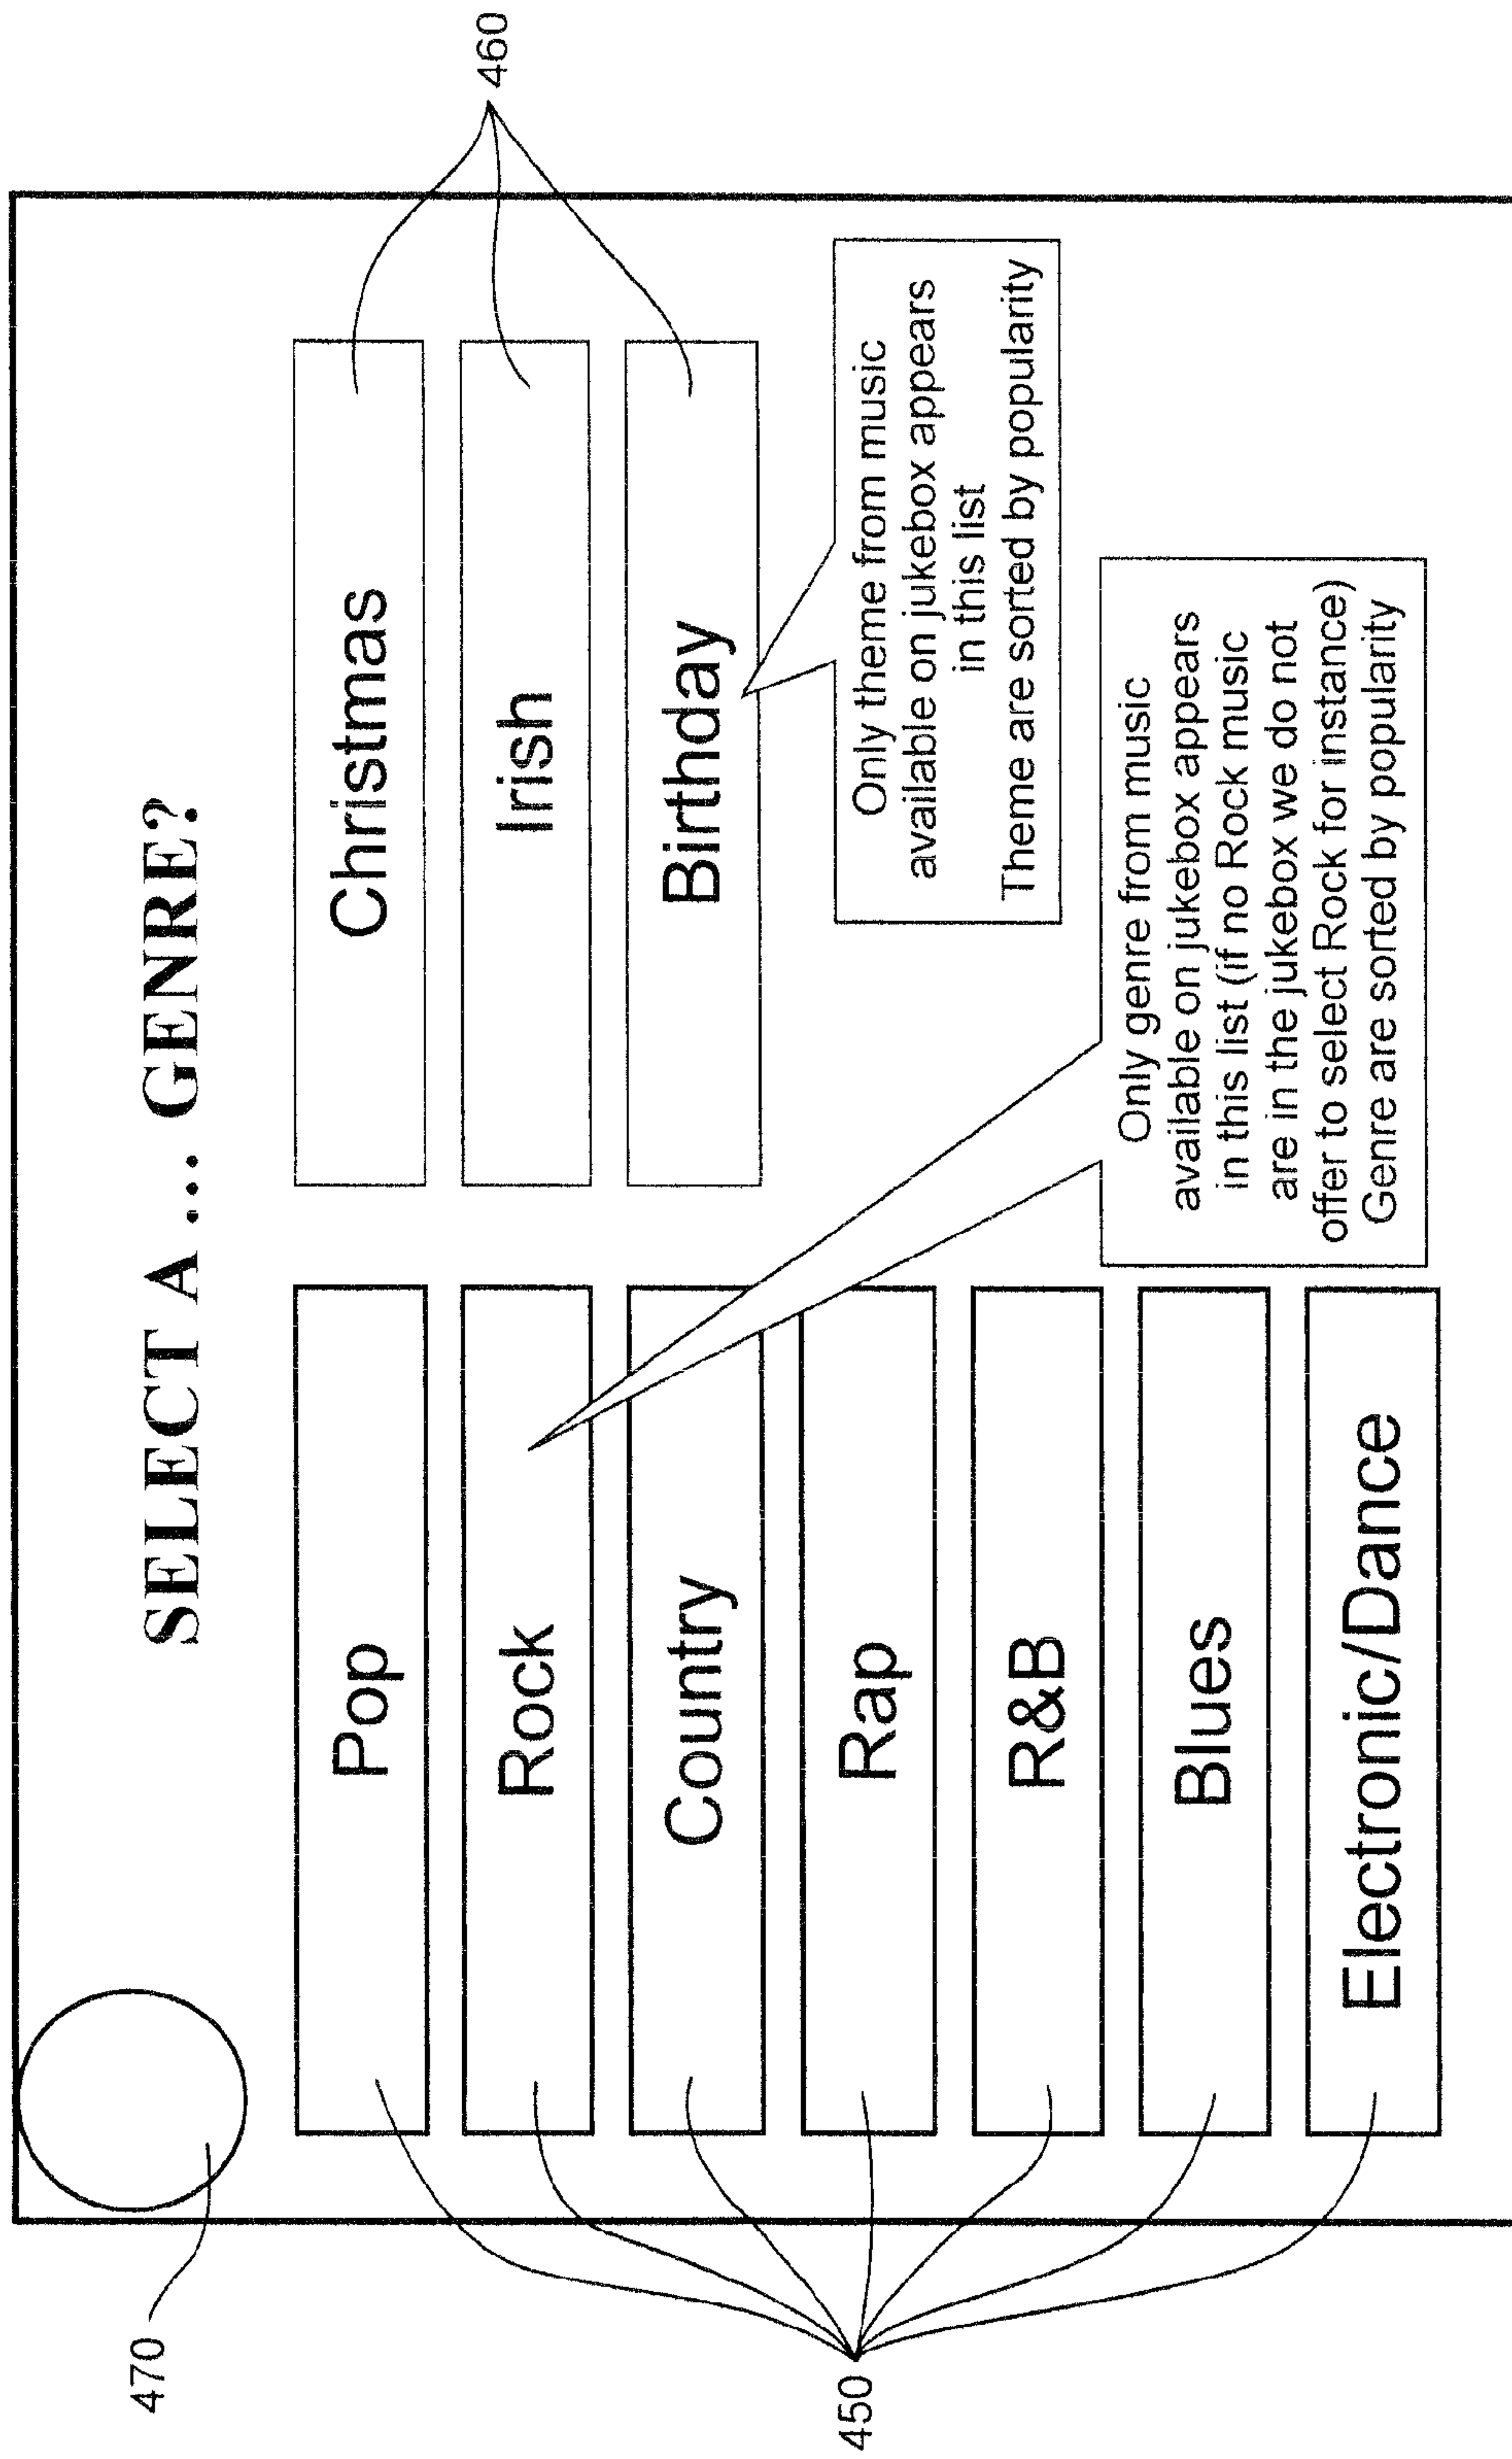 470
SELECT A... GENRE?
Pop
Rock
Country
Rap
R&B
Blues
Electronic/Dance
450
Christmas
Irish
Birthday
460
Only theme from music
available on jukebox appears
in this list
Theme are sorted by popularity
Only genre from music
available on jukebox appears
in this list (if no Rock music
are in the jukebox we do not
offer to select Rock for instance)
Genre are sorted by popularity